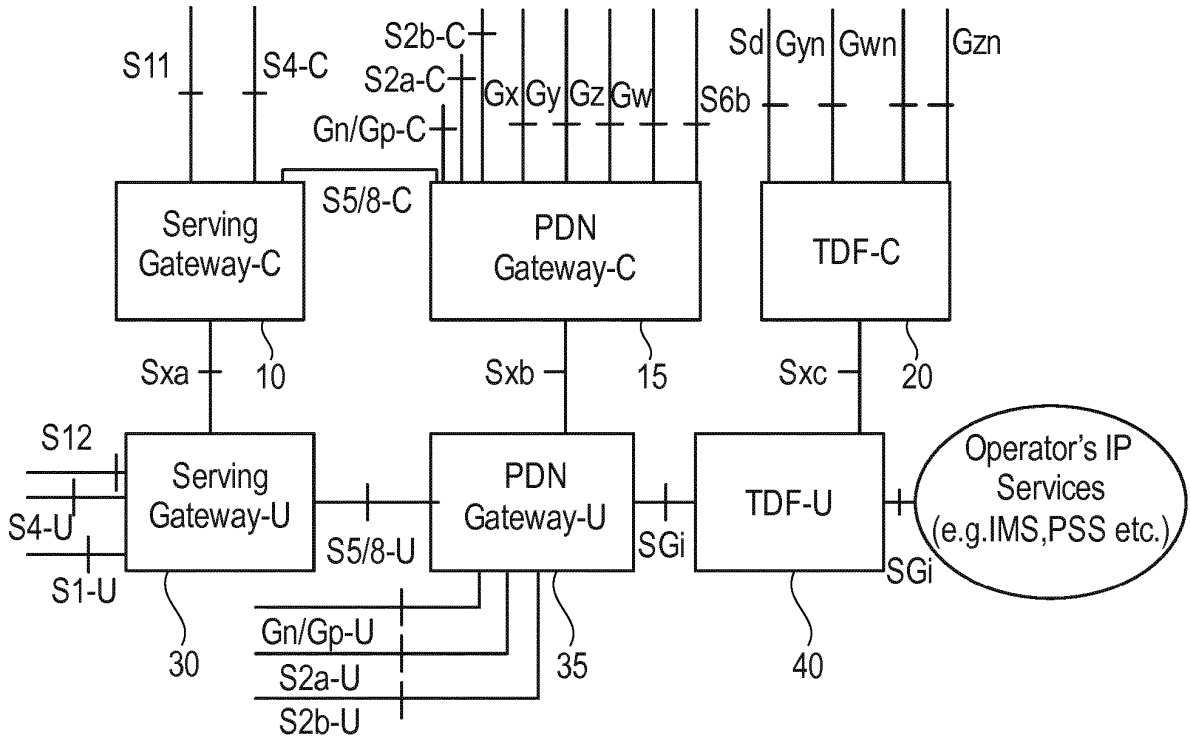 S2b-C
Sd
Gyn
Gwn
Gzn
S11
S4-C
S2a-C
Gx
Gy
Gz
Gw
S6b
Gn/Gp-C
S5/8-C
Serving
Gateway-C
PDN
Gateway-C
TDF-C
Sxa
10
Sxb
15
Sxc
20
S12
S4-U
S1-U
Serving
Gateway-U
S5/8-U
PDN
Gateway-U
SGi
TDF-U
SGi
Operator's IP
Services
(e.g.IMS,PSS etc.)
Gn/Gp-U
S2a-U
S2b-U
30
35
40